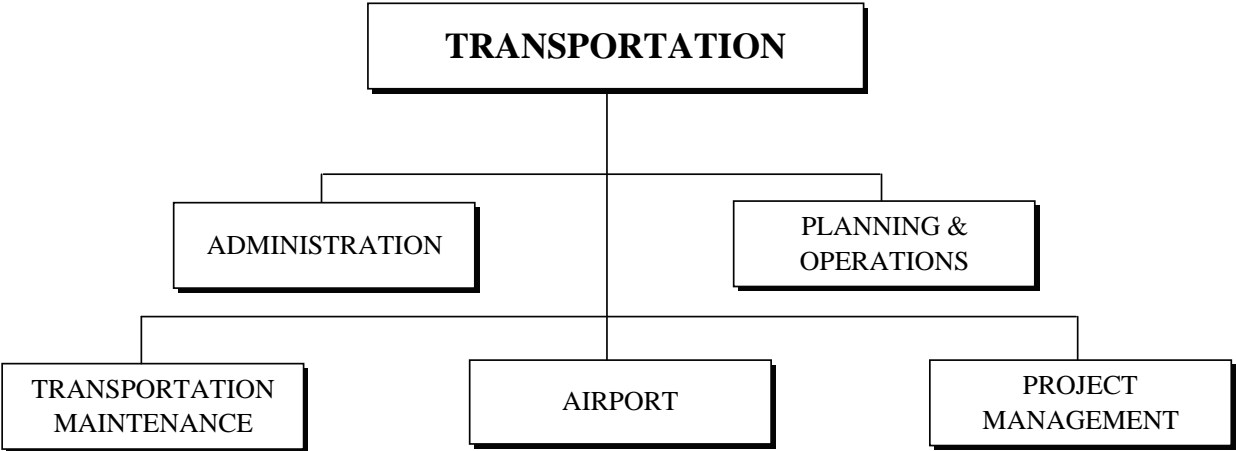 TRANSPORTATION
ADMINISTRATION
PLANNING &
OPERATIONS
TRANSPORTATION
MAINTENANCE
AIRPORT
PROJECT
MANAGEMENT